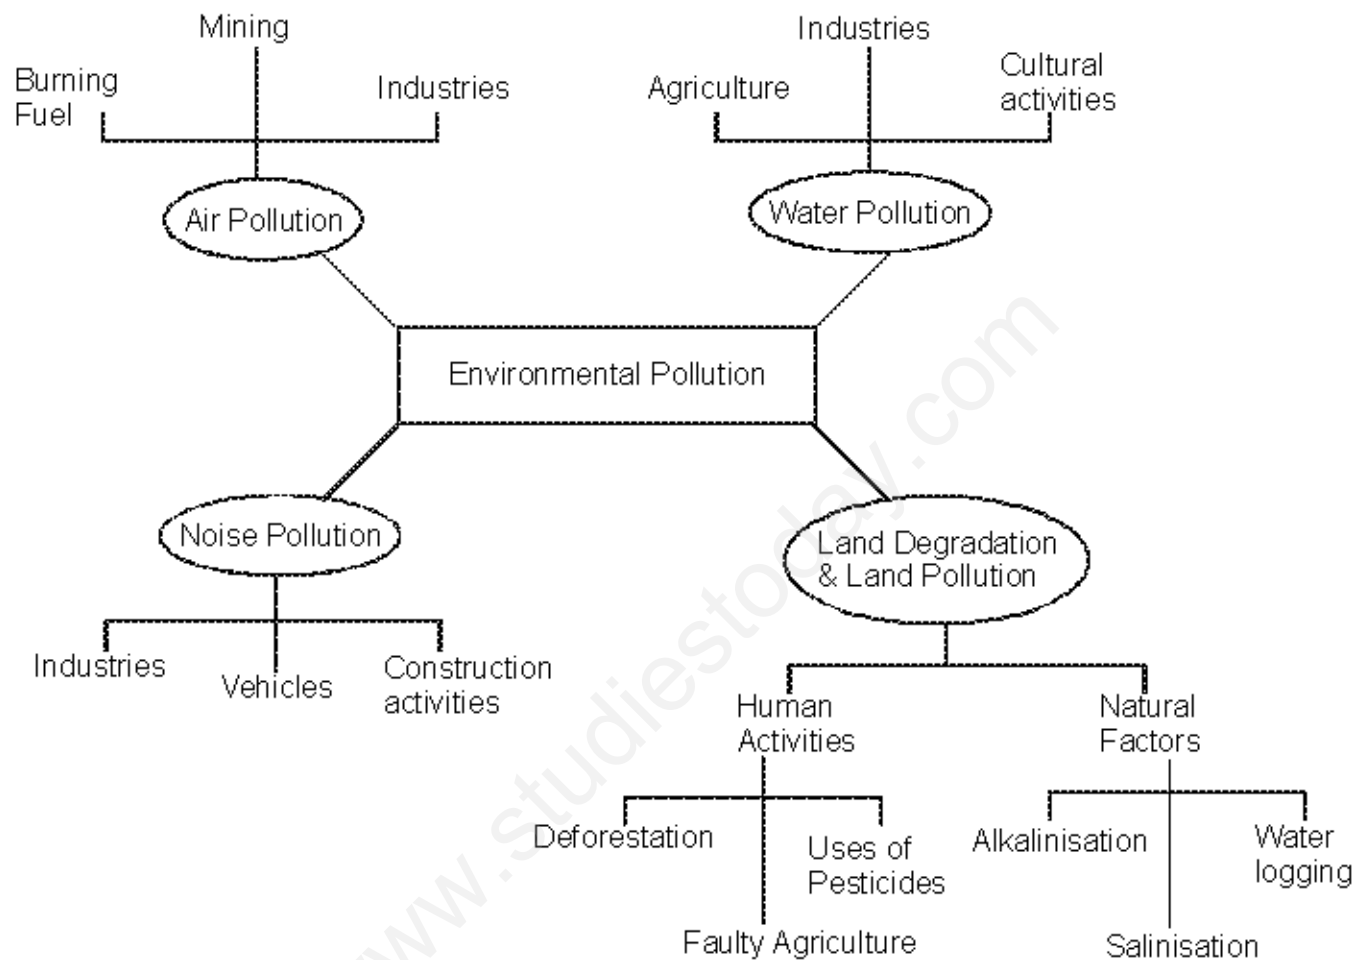 Mining
Burning
Fuel
Industries
Air Pollution
Industries
Agriculture
Cultural
activities
Water Pollution
Environmental Pollution
Noise Pollution
Industries
Vehicles
Construction
activities
Land Degradation
& Land Pollution
Human
Activities
Natural
Factors
Deforestation
Uses of
Pesticides
Faulty Agriculture
Alkalinisation
Water
logging
Salinisation
www.studiestoday.com